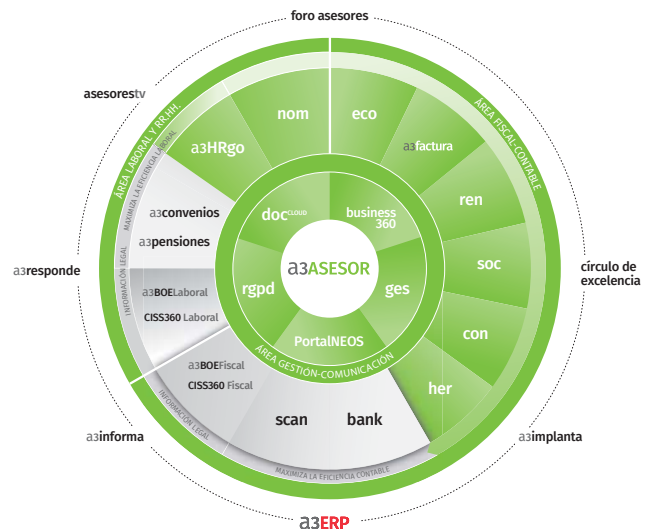 foro asesores
asesorestv
ÁREA LABORAL Y RR.HH.
MAXIMIZA LA EFICIENCIA LABORAL
ÁREA FISCAL-CONTABLE
nom
eco
a3HRgo
a3factura
ren
a3convenios
a3pensiones
doc CLOUD
business
360
soc
a3responde
INFORMACIÓN LEGAL
a3BOELaboral
CISS360 Laboral
rgpd
a3ASESOR
ges
círculo de
excelencia
con
PortalNEOS
ÁREA GESTIÓN-COMUNICACIÓN
a3BOEFiscal
CISS360 Fiscal
her
INFORMACIÓN LEGAL
scan
bank
a3informa
a3implanta
MAXIMIZA LA EFICIENCIA CONTABLE
a3ERP